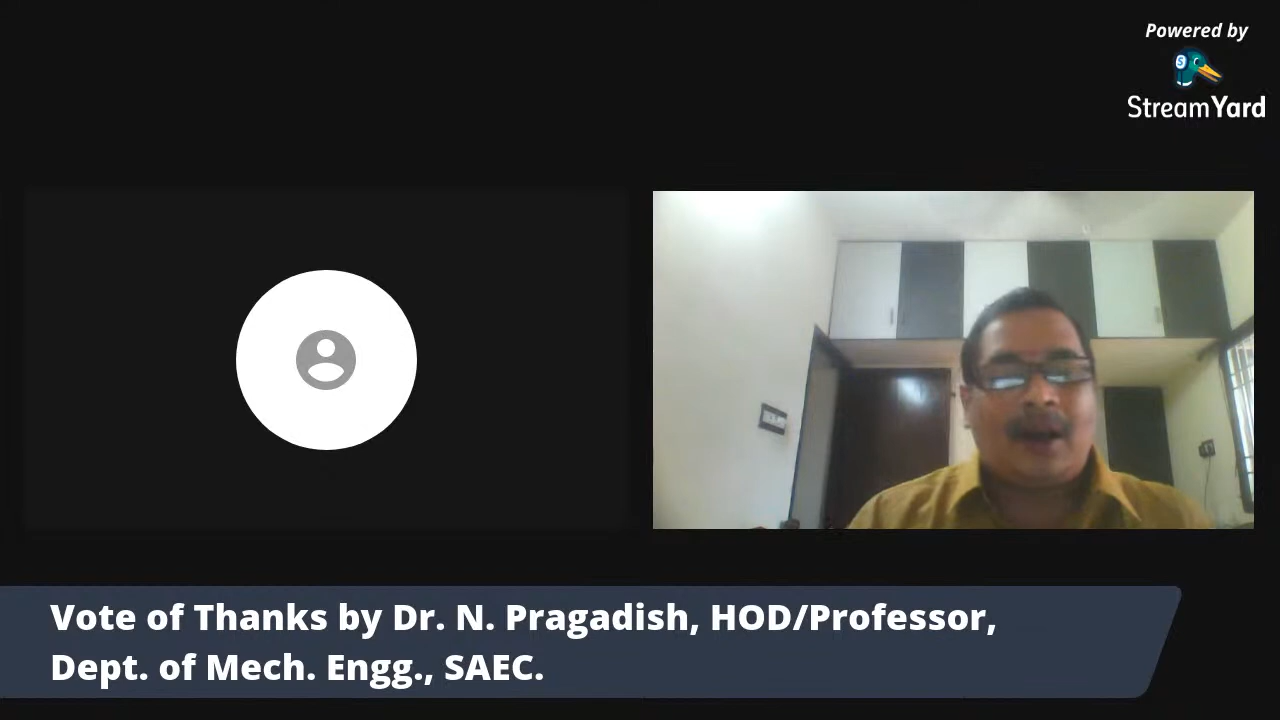 Powered by
StreamYard
Vote of Thanks by Dr. N. Pragadish, HOD/Professor,
Dept. of Mech. Engg., SAEC.